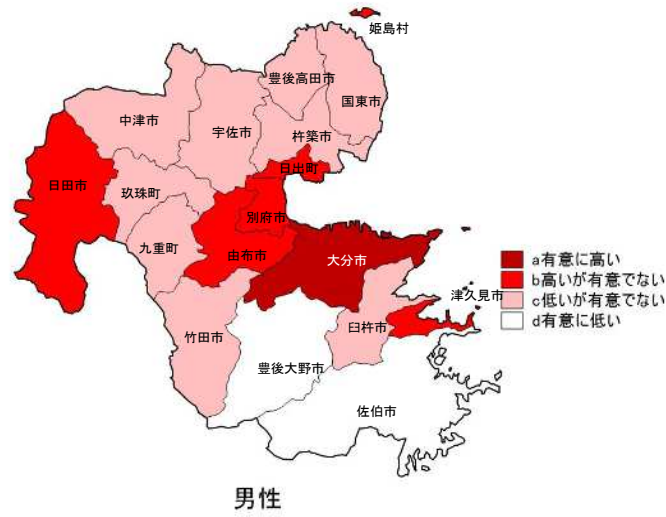 姫島村
豊後高田市
国東市
中津市
宇佐市
杵築市
日出町
日田市
玖珠町
別府市
九重町
由布市
大分市
a有意に高い
b高いが有意でない
c低いが有意でない
d有意に低い
津久見市
臼杵市
竹田市
豊後大野市
佐伯市
男性